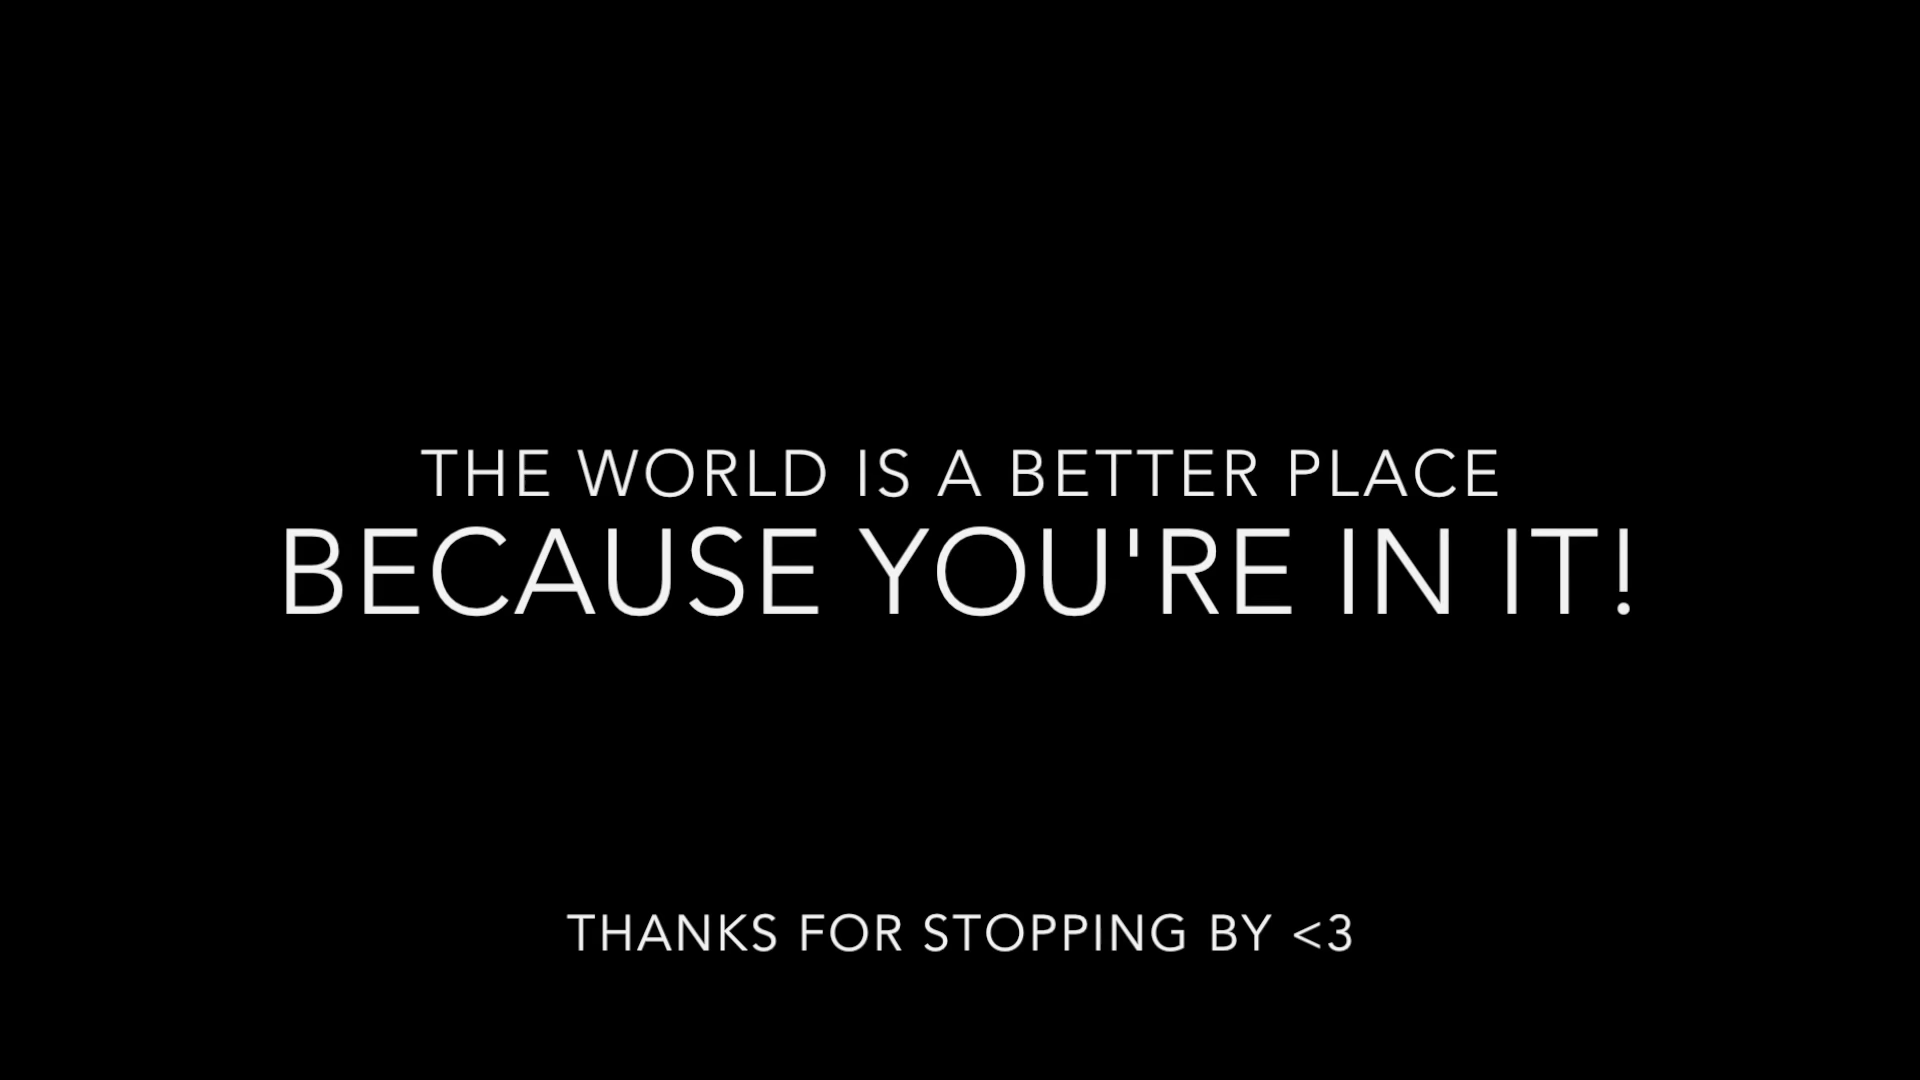 THE WORLD IS A BETTER PLACE
BECAUSE YOU'RE IN IT!
THANKS FOR STOPPING BY <3